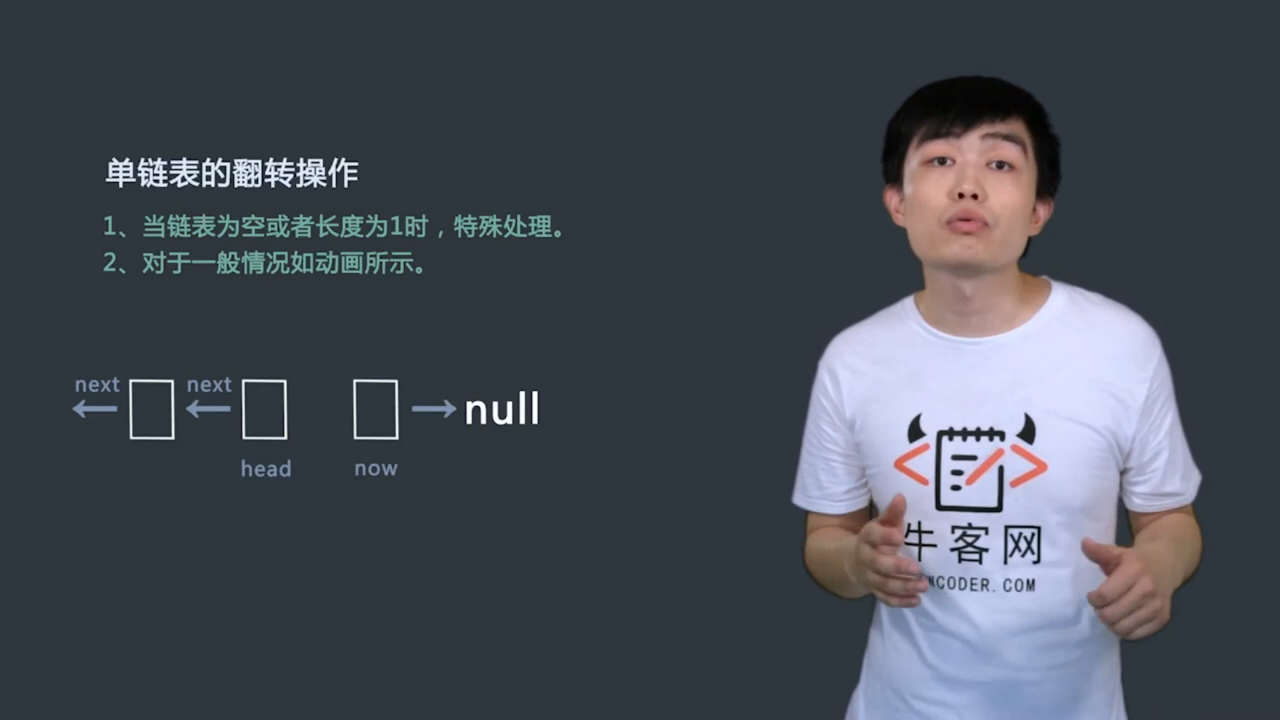 单链表的翻转操作
1、当链表为空或者长度为1时，特殊处理。
2、对于一般情况如动画所示。
next next
null
head now
牛客网
NCODER.COM